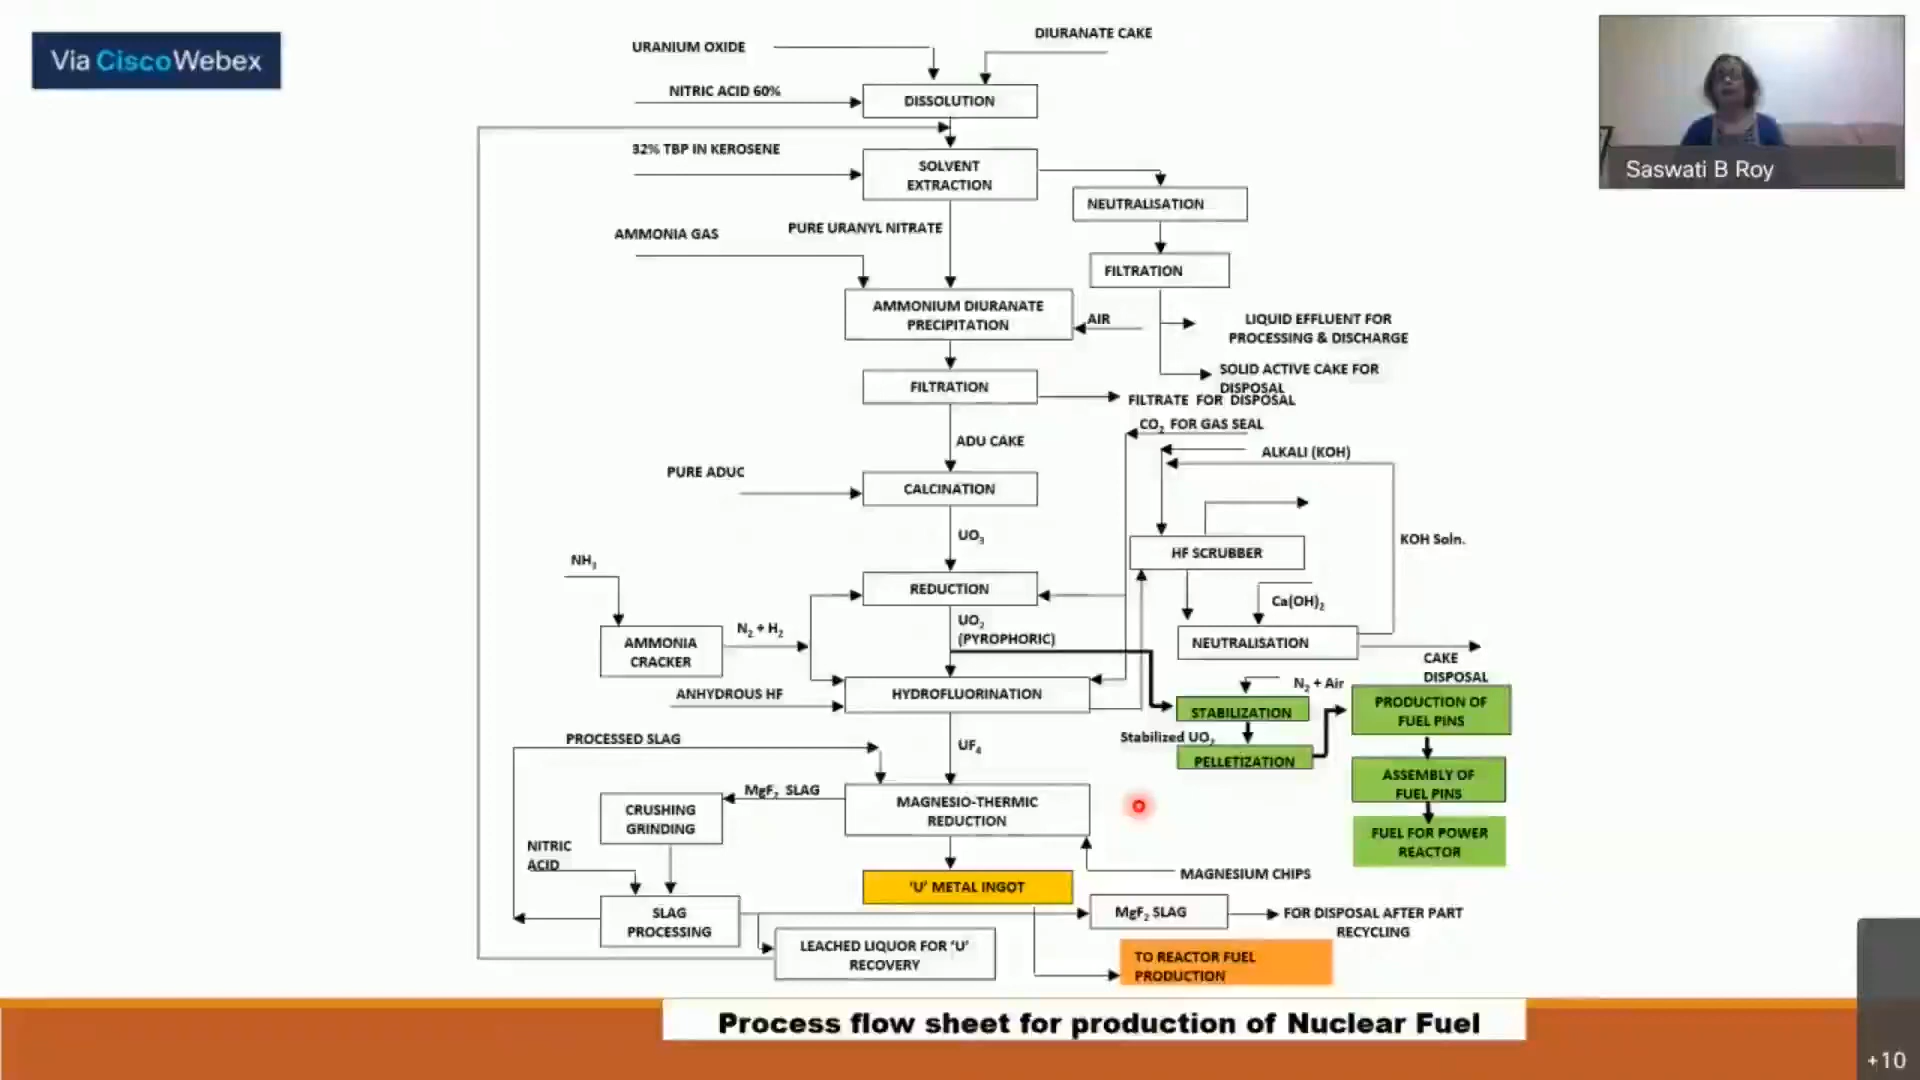 Via CiscoWebex
URANIUM OXIDE
DIURANATE CAKE
NITRIC ACID 60%
DISSOLUTION
32% TBP IN KEROSENE
SOLVENT
EXTRACTION
Saswati B Roy
NEUTRALISATION
AMMONIA GAS
PURE URANYL NITRATE
FILTRATION
AMMONIUM DIURANATE
PRECIPITATION
AIR
LIQUID EFFLUENT FOR
PROCESSING & DISCHARGE
SOLID ACTIVE CAKE FOR
DISPOSAL
FILTRATION
FILTRATE FOR DISPOSAL
CO₂ FOR GAS SEAL
ADU CAKE
ALKALI (KOH)
PURE ADUC
CALCINATION
UO₃
KOH Soln.
HF SCRUBBER
NH₃
REDUCTION
Ca(OH)₂
UO₂
(PYROPHORIC)
N₂ + H₂
AMMONIA
CRACKER
NEUTRALISATION
CAKE
DISPOSAL
ANHYDROUS HF
HYDROFLUORINATION
N₂ + Air
STABILIZATION
PRODUCTION OF
FUEL PINS
PROCESSED SLAG
UF₄
Stabilized UO₂
PELLETIZATION
MgF₂ SLAG
CRUSHING
GRINDING
MAGNESIO-THERMIC
REDUCTION
ASSEMBLY OF
FUEL PINS
FUEL FOR POWER
REACTOR
NITRIC
ACID
MAGNESIUM CHIPS
'U' METAL INGOT
SLAG
PROCESSING
MgF₂ SLAG
FOR DISPOSAL AFTER PART
RECYCLING
LEACHED LIQUOR FOR 'U'
RECOVERY
TO REACTOR FUEL
PRODUCTION
Process flow sheet for production of Nuclear Fuel
+10